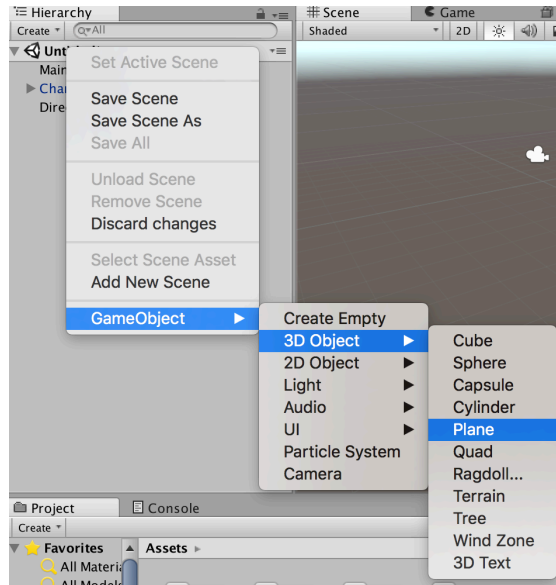 Hierarchy
Create
All
Scene
Game
Shaded
2D
Set Active Scene
Save Scene
Save Scene As
Save All
Unload Scene
Remove Scene
Discard changes
Select Scene Asset
Add New Scene
GameObject
Create Empty
3D Object
2D Object
Light
Audio
UI
Particle System
Camera
Cube
Sphere
Capsule
Cylinder
Plane
Quad
Ragdoll...
Terrain
Tree
Wind Zone
3D Text
Project
Console
Create
Favorites
Assets
All
All